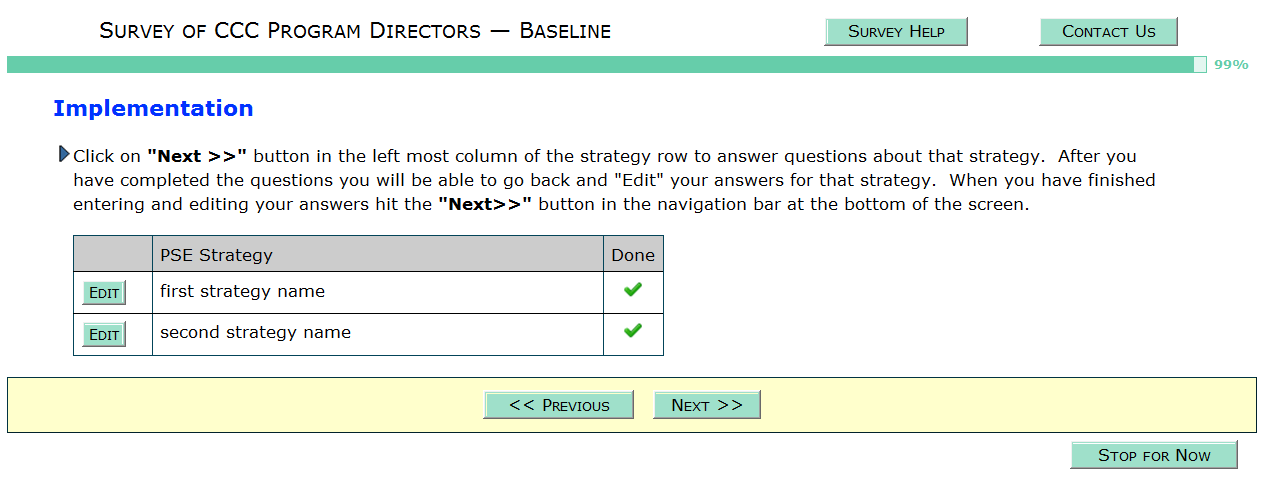 Survey of CCC Program Directors — Baseline
Survey Help
Contact Us
99%
Implementation
Click on "Next >>" button in the left most column of the strategy row to answer questions about that strategy.  After you
have completed the questions you will be able to go back and "Edit" your answers for that strategy.  When you have finished
entering and editing your answers hit the "Next>>" button in the navigation bar at the bottom of the screen.
PSE Strategy Done
Edit first strategy name
Edit second strategy name
<< Previous
Next >>
Stop for Now